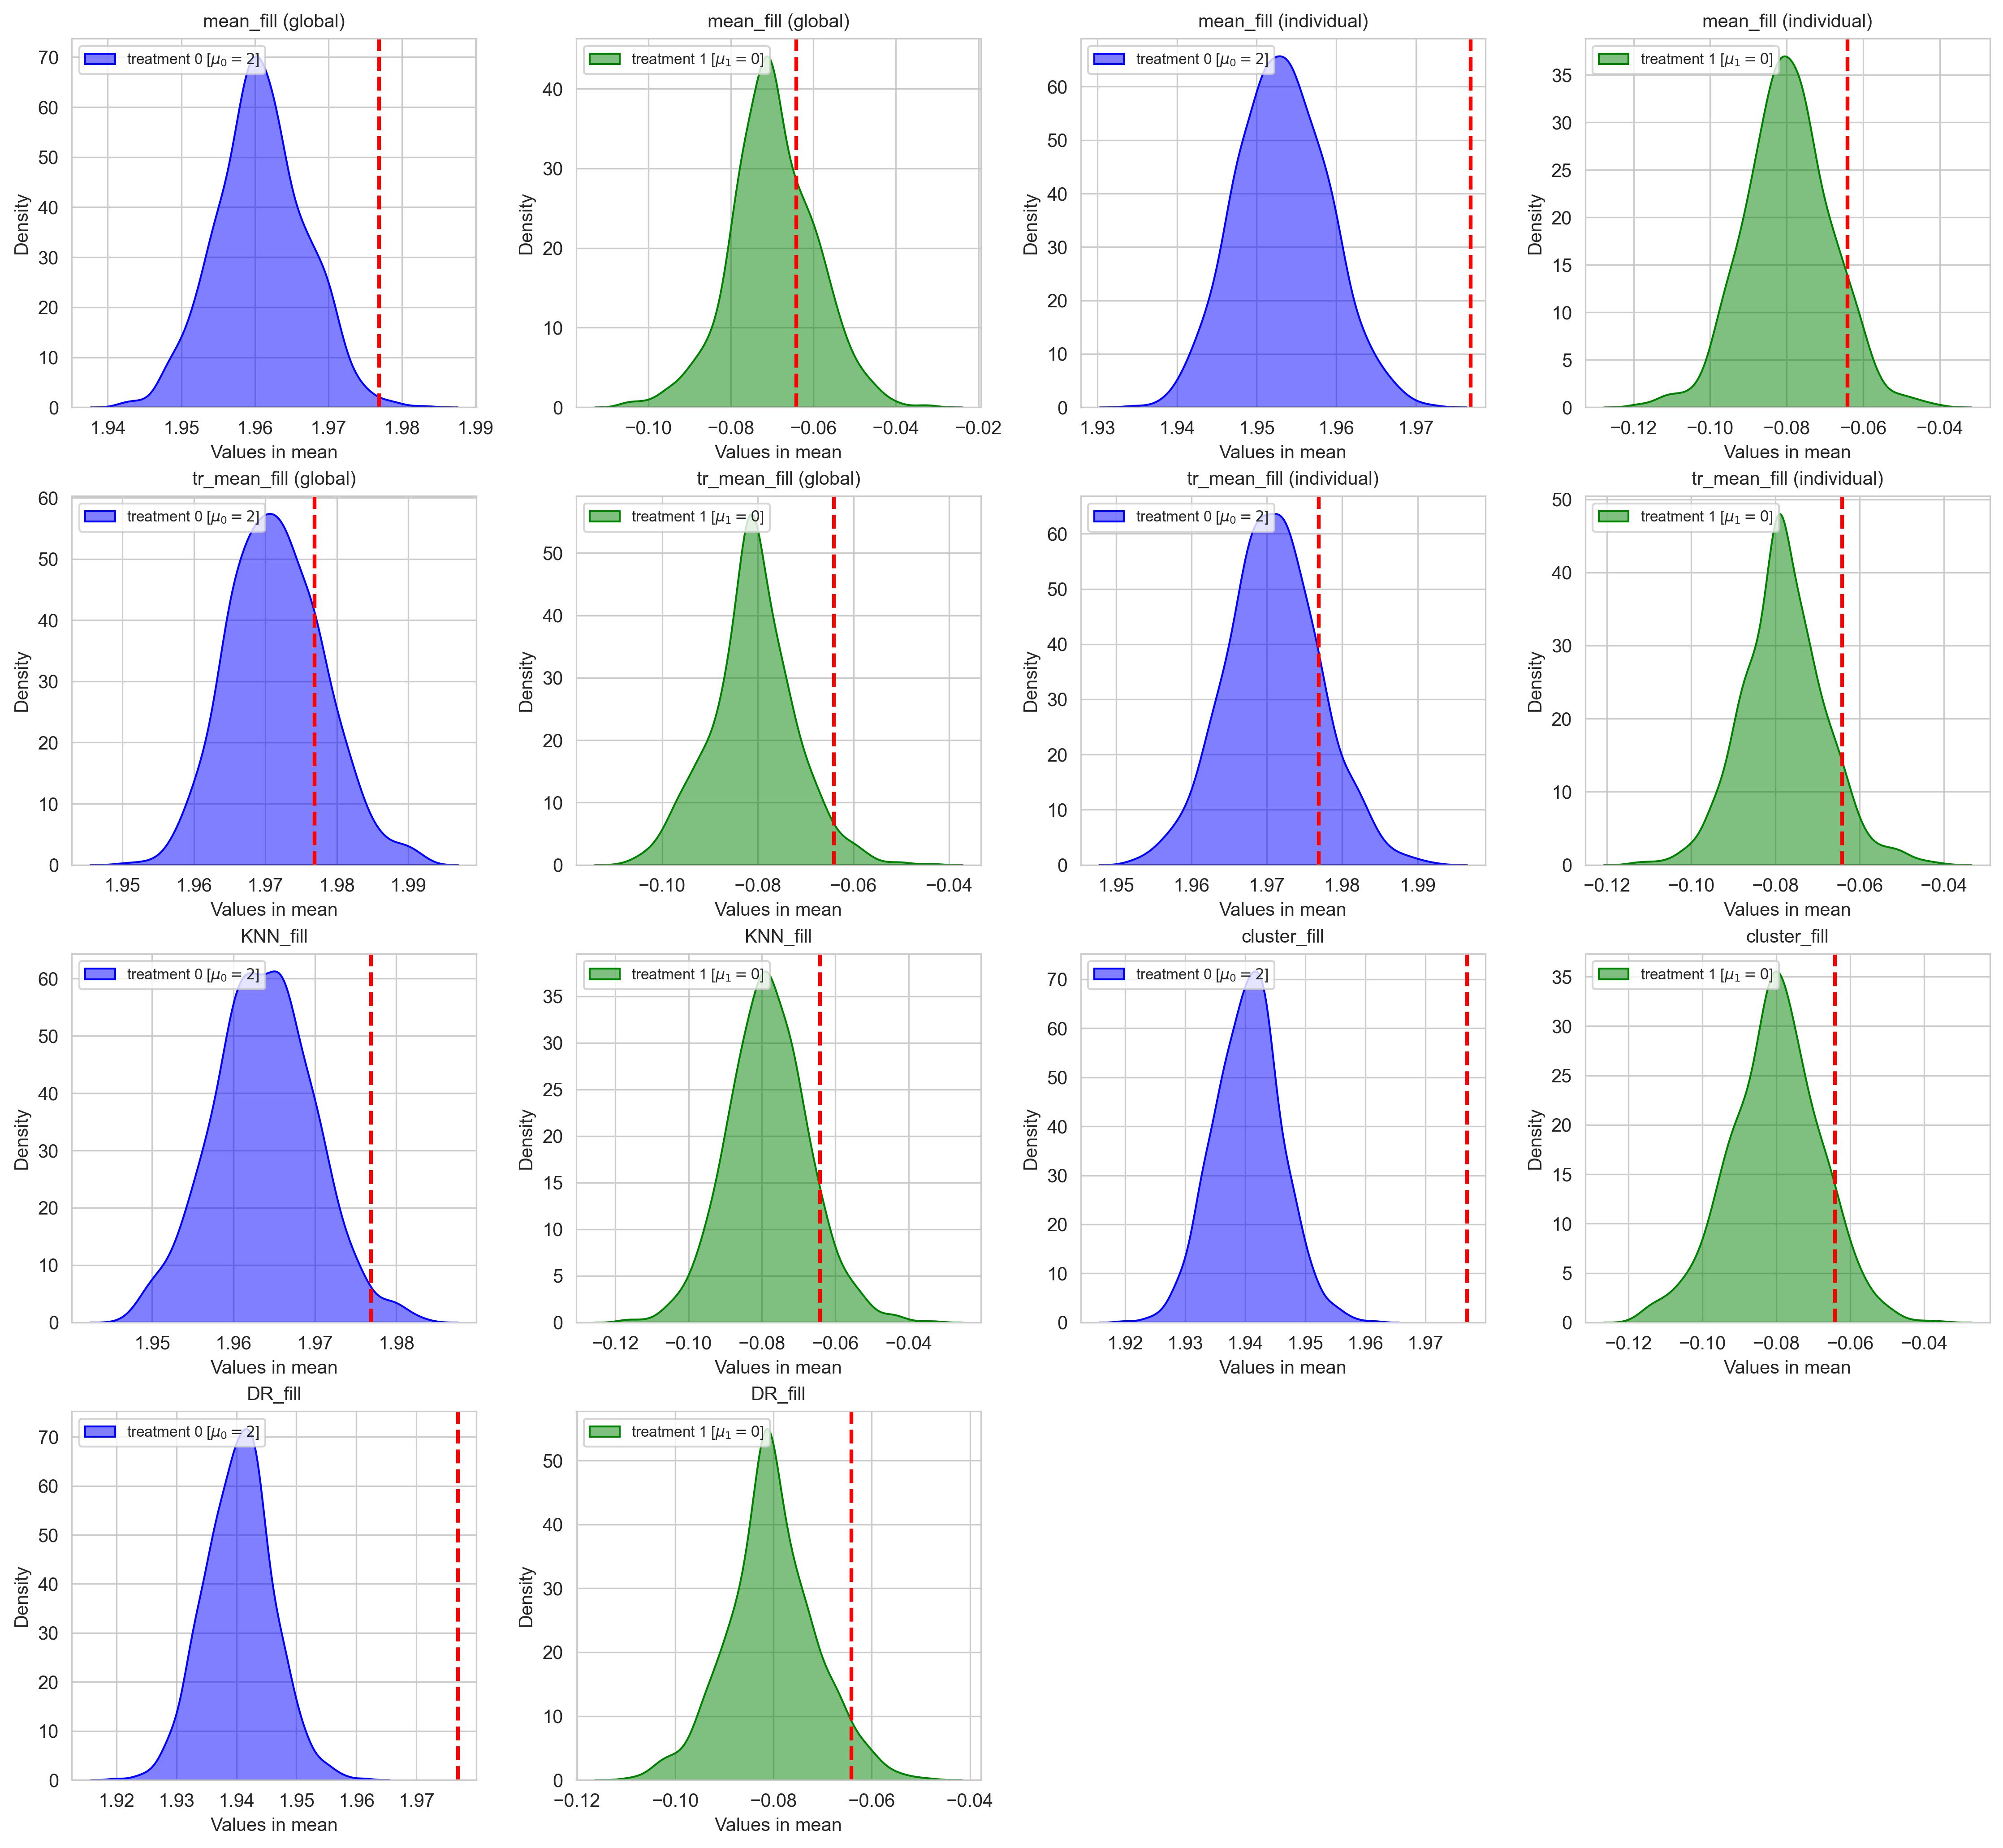 mean_fill (global)
treatment 0 [μ₀ = 2]
Density
70
60
50
40
30
20
10
0
1.94 1.95 1.96 1.97 1.98 1.99
Values in mean
mean_fill (global)
treatment 1 [μ₁ = 0]
Density
40
30
20
10
0
−0.10 −0.08 −0.06 −0.04 −0.02
Values in mean
mean_fill (individual)
treatment 0 [μ₀ = 2]
Density
60
50
40
30
20
10
0
1.93 1.94 1.95 1.96 1.97
Values in mean
mean_fill (individual)
treatment 1 [μ₁ = 0]
Density
35
30
25
20
15
10
5
0
−0.12 −0.10 −0.08 −0.06 −0.04
Values in mean
tr_mean_fill (global)
treatment 0 [μ₀ = 2]
Density
60
50
40
30
20
10
0
1.95 1.96 1.97 1.98 1.99
Values in mean
tr_mean_fill (global)
treatment 1 [μ₁ = 0]
Density
50
40
30
20
10
0
−0.10 −0.08 −0.06 −0.04
Values in mean
tr_mean_fill (individual)
treatment 0 [μ₀ = 2]
Density
60
50
40
30
20
10
0
1.95 1.96 1.97 1.98 1.99
Values in mean
tr_mean_fill (individual)
treatment 1 [μ₁ = 0]
Density
50
40
30
20
10
0
−0.12 −0.10 −0.08 −0.06 −0.04
Values in mean
KNN_fill
treatment 0 [μ₀ = 2]
Density
60
50
40
30
20
10
0
1.95 1.96 1.97 1.98
Values in mean
KNN_fill
treatment 1 [μ₁ = 0]
Density
35
30
25
20
15
10
5
0
−0.12 −0.10 −0.08 −0.06 −0.04
Values in mean
cluster_fill
treatment 0 [μ₀ = 2]
Density
70
60
50
40
30
20
10
0
1.92 1.93 1.94 1.95 1.96 1.97
Values in mean
cluster_fill
treatment 1 [μ₁ = 0]
Density
35
30
25
20
15
10
5
0
−0.12 −0.10 −0.08 −0.06 −0.04
Values in mean
DR_fill
treatment 0 [μ₀ = 2]
Density
70
60
50
40
30
20
10
0
1.92 1.93 1.94 1.95 1.96 1.97
Values in mean
DR_fill
treatment 1 [μ₁ = 0]
Density
50
40
30
20
10
0
−0.12 −0.10 −0.08 −0.06 −0.04
Values in mean